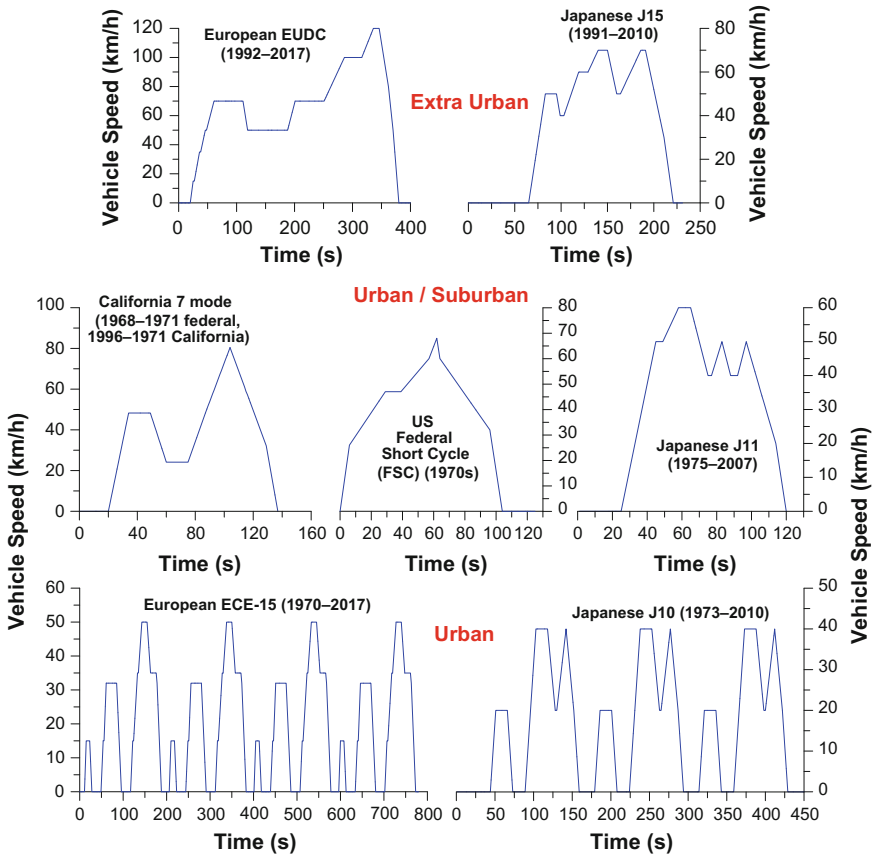 European EUDC
(1992–2017)
Vehicle Speed (km/h)
120
100
80
60
40
20
0
0 100 200 300 400
Time (s)
Extra Urban
Japanese J15
(1991–2010)
80
60
40
20
0
Vehicle Speed (km/h)
0 50 100 150 200 250
Time (s)
Urban / Suburban
California 7 mode
(1968–1971 federal,
1996–1971 California)
100
80
60
40
20
0
0 40 80 120 160
Time (s)
US
Federal
Short Cycle
(FSC) (1970s)
80
70
60
50
40
30
20
10
0
0 20 40 60 80 100 120
Time (s)
Japanese J11
(1975–2007)
60
50
40
30
20
10
0
0 20 40 60 80 100 120
Time (s)
Vehicle Speed (km/h)
Vehicle Speed (km/h)
Urban
European ECE-15 (1970–2017)
60
50
40
30
20
15
10
0
0 100 200 300 400 500 600 700 800
Time (s)
Japanese J10 (1973–2010)
50
40
30
20
10
0
0 50 100 150 200 250 300 350 400 450
Time (s)